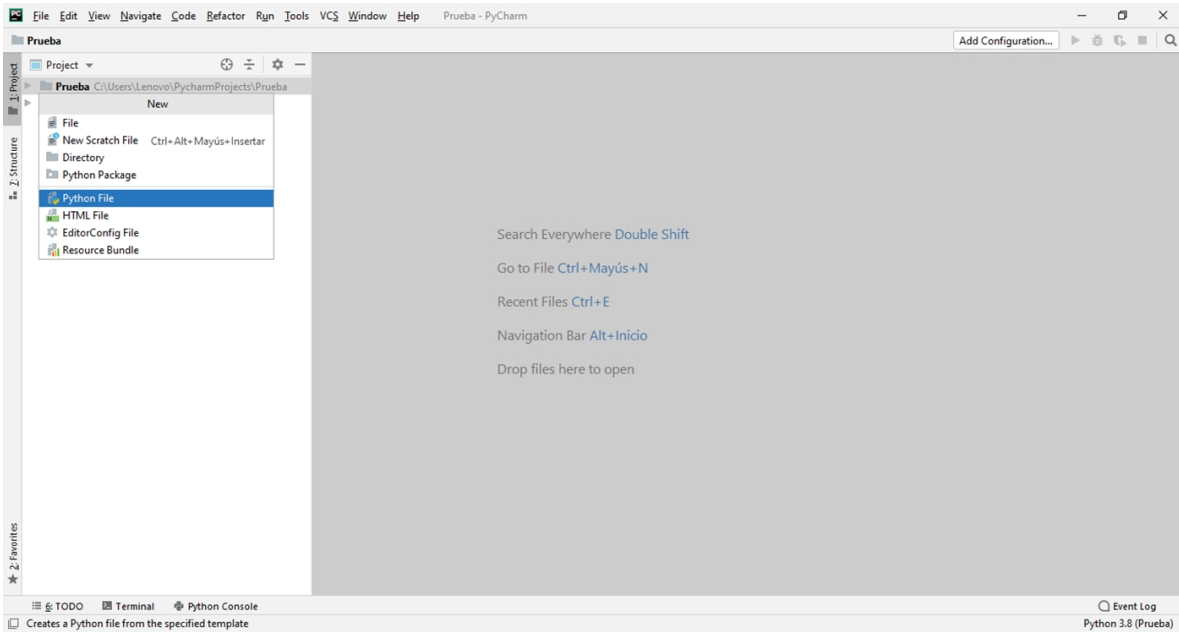 PC File Edit View Navigate Code Refactor Run Tools VCS Window Help Prueba - PyCharm
Prueba Add Configuration...
1: Project
Project
Prueba C:\Users\Lenovo\PycharmProjects\Prueba
New
File
New Scratch File Ctrl+Alt+Mayús+Insertar
Directory
Python Package
Python File
HTML File
EditorConfig File
Resource Bundle
Z: Structure
Search Everywhere Double Shift
Go to File Ctrl+Mayús+N
Recent Files Ctrl+E
Navigation Bar Alt+Inicio
Drop files here to open
2: Favorites
6: TODO Terminal Python Console Event Log
Creates a Python file from the specified template Python 3.8 (Prueba)